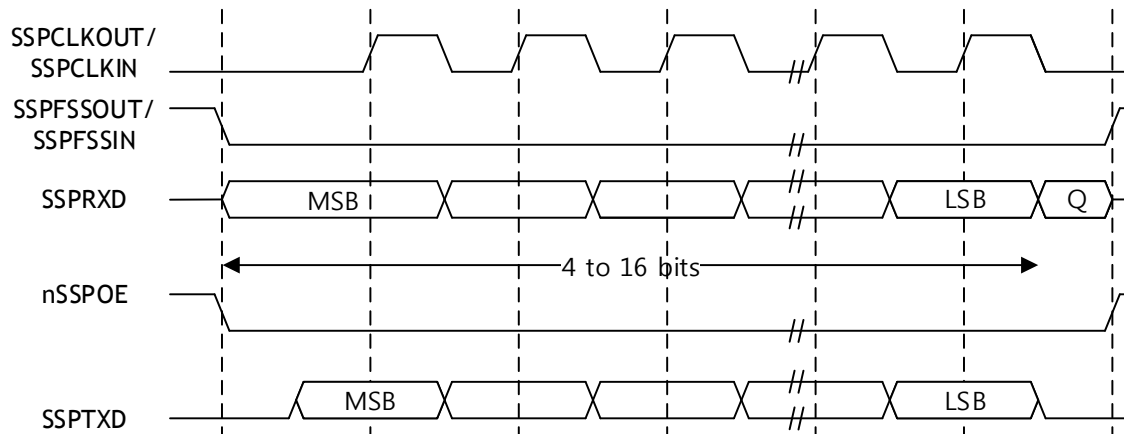 SSPCLKOUT/
SSPCLKIN
SSPFSSOUT/
SSPFSSIN
SSPRXD MSB LSB Q
4 to 16 bits
nSSPOE
SSPTXD MSB LSB